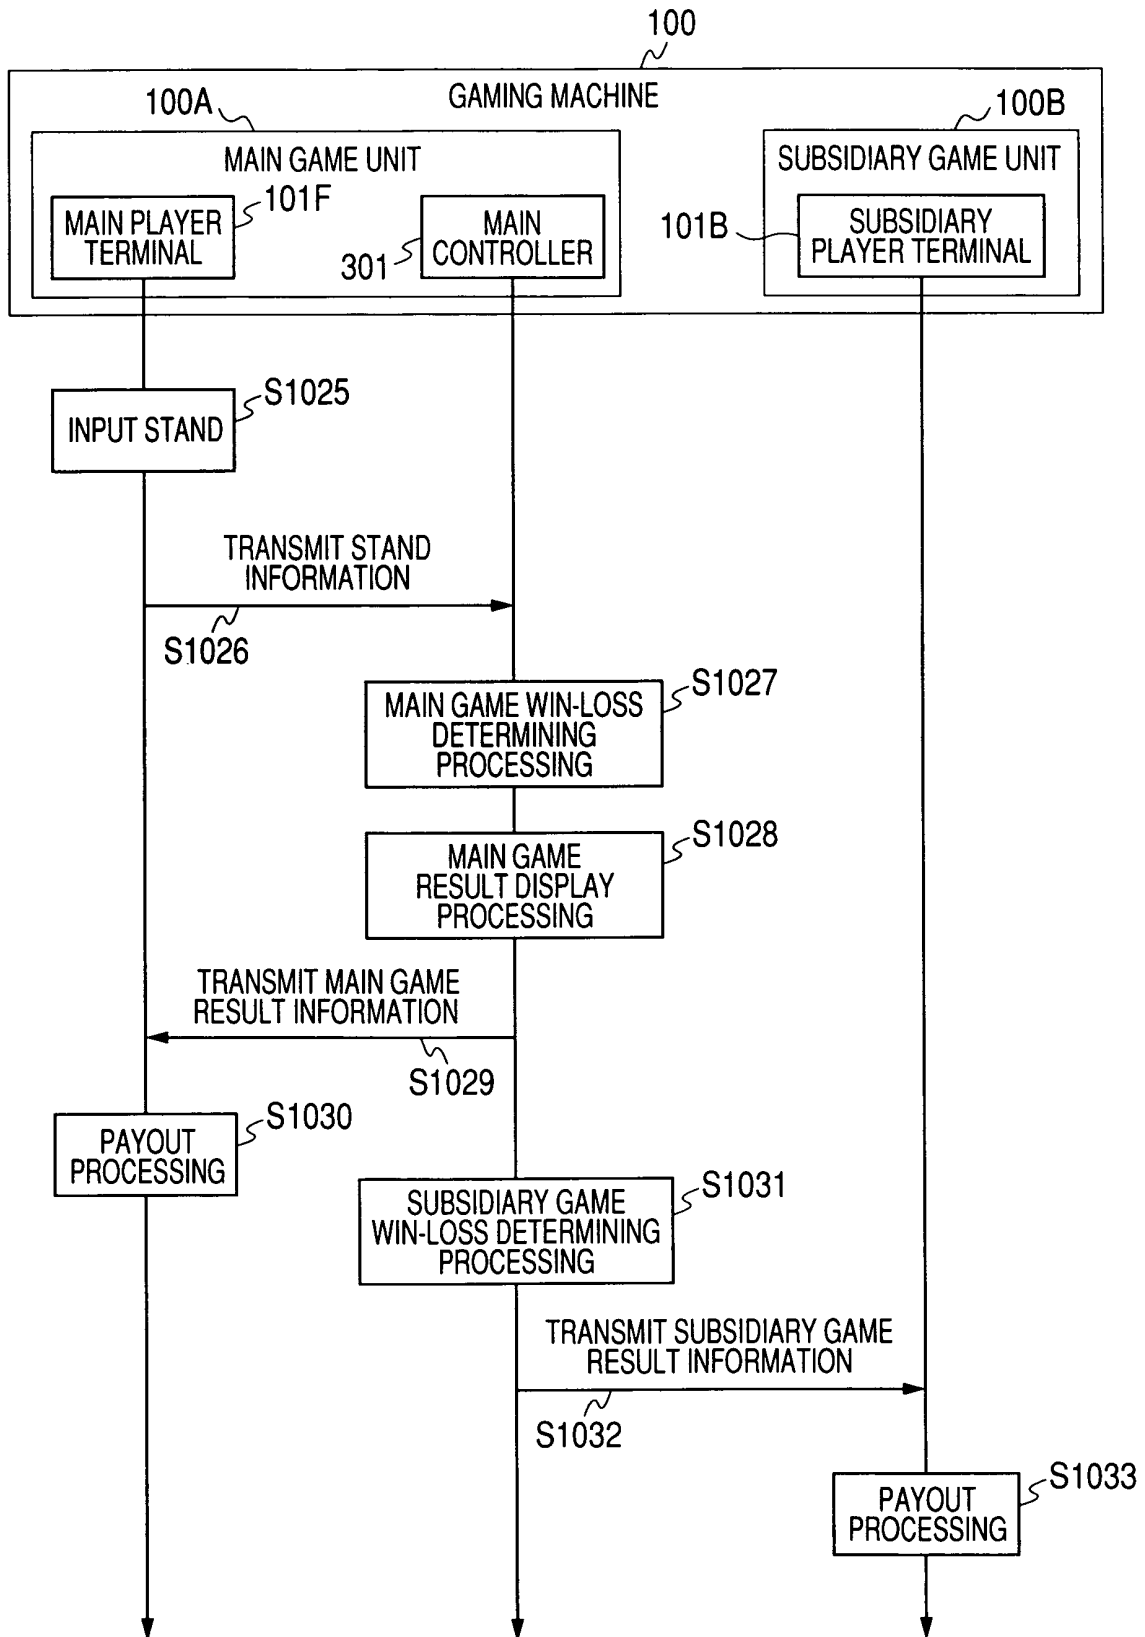 100
GAMING MACHINE
100A
100B
MAIN GAME UNIT
SUBSIDIARY GAME UNIT
MAIN PLAYER
TERMINAL
101F
301
MAIN
CONTROLLER
101B
SUBSIDIARY
PLAYER TERMINAL
S1025
INPUT STAND
TRANSMIT STAND
INFORMATION
S1026
S1027
MAIN GAME WIN-LOSS
DETERMINING
PROCESSING
S1028
MAIN GAME
RESULT DISPLAY
PROCESSING
TRANSMIT MAIN GAME
RESULT INFORMATION
S1029
S1030
PAYOUT
PROCESSING
S1031
SUBSIDIARY GAME
WIN-LOSS DETERMINING
PROCESSING
TRANSMIT SUBSIDIARY GAME
RESULT INFORMATION
S1032
S1033
PAYOUT
PROCESSING